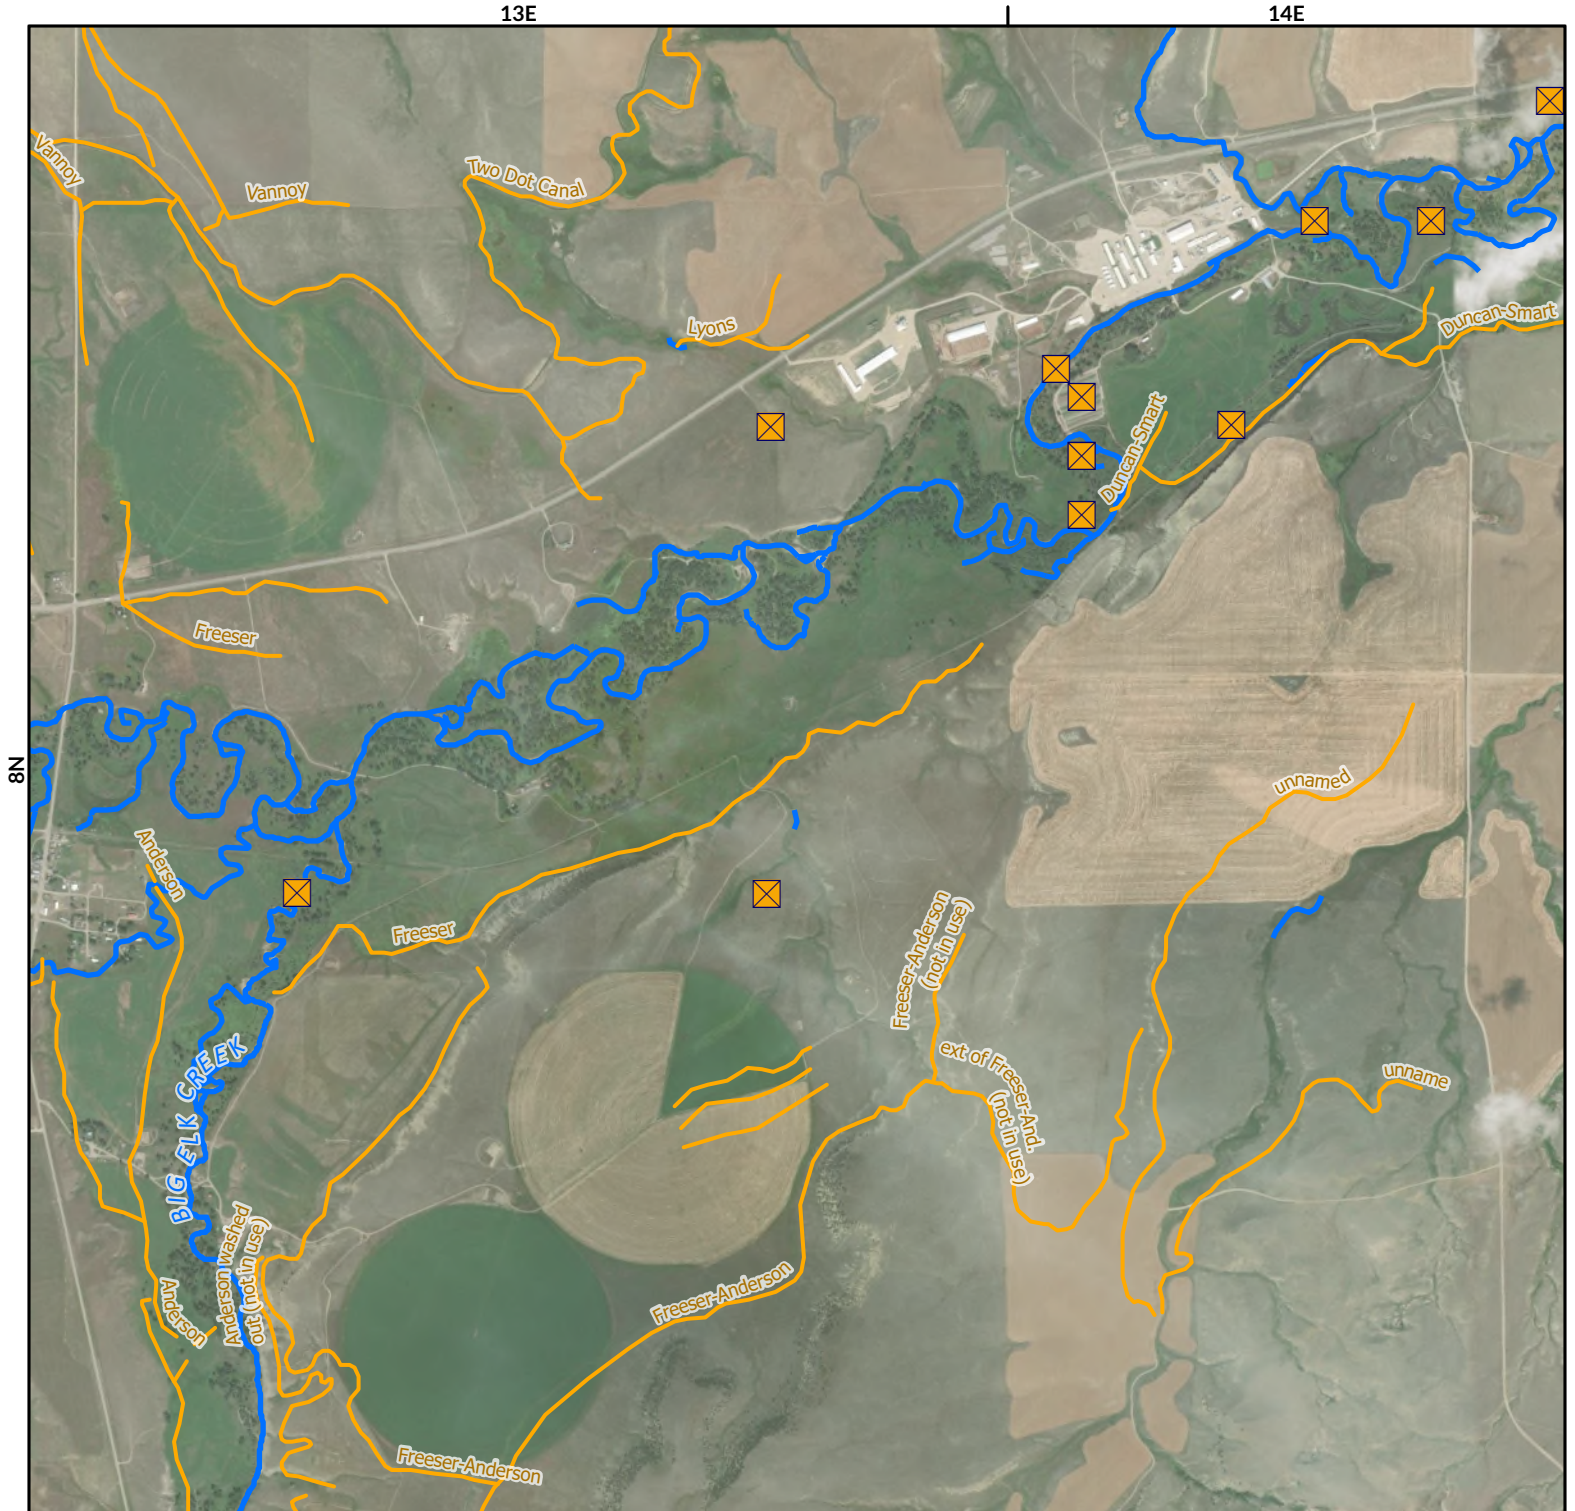 13E
14E
Vannoy
Vannoy
Two Dot Canal
Lyons
Duncan-Smart
Duncan-Smart
Freeser
8N
unnamed
Anderson
Freeser
Freeser-Anderson
(not in use)
ext of Freeser-And.
(not in use)
unname
BIG ELK CREEK
Anderson washed
out (not in use)
Anderson
Freeser-Anderson
Freeser-Anderson